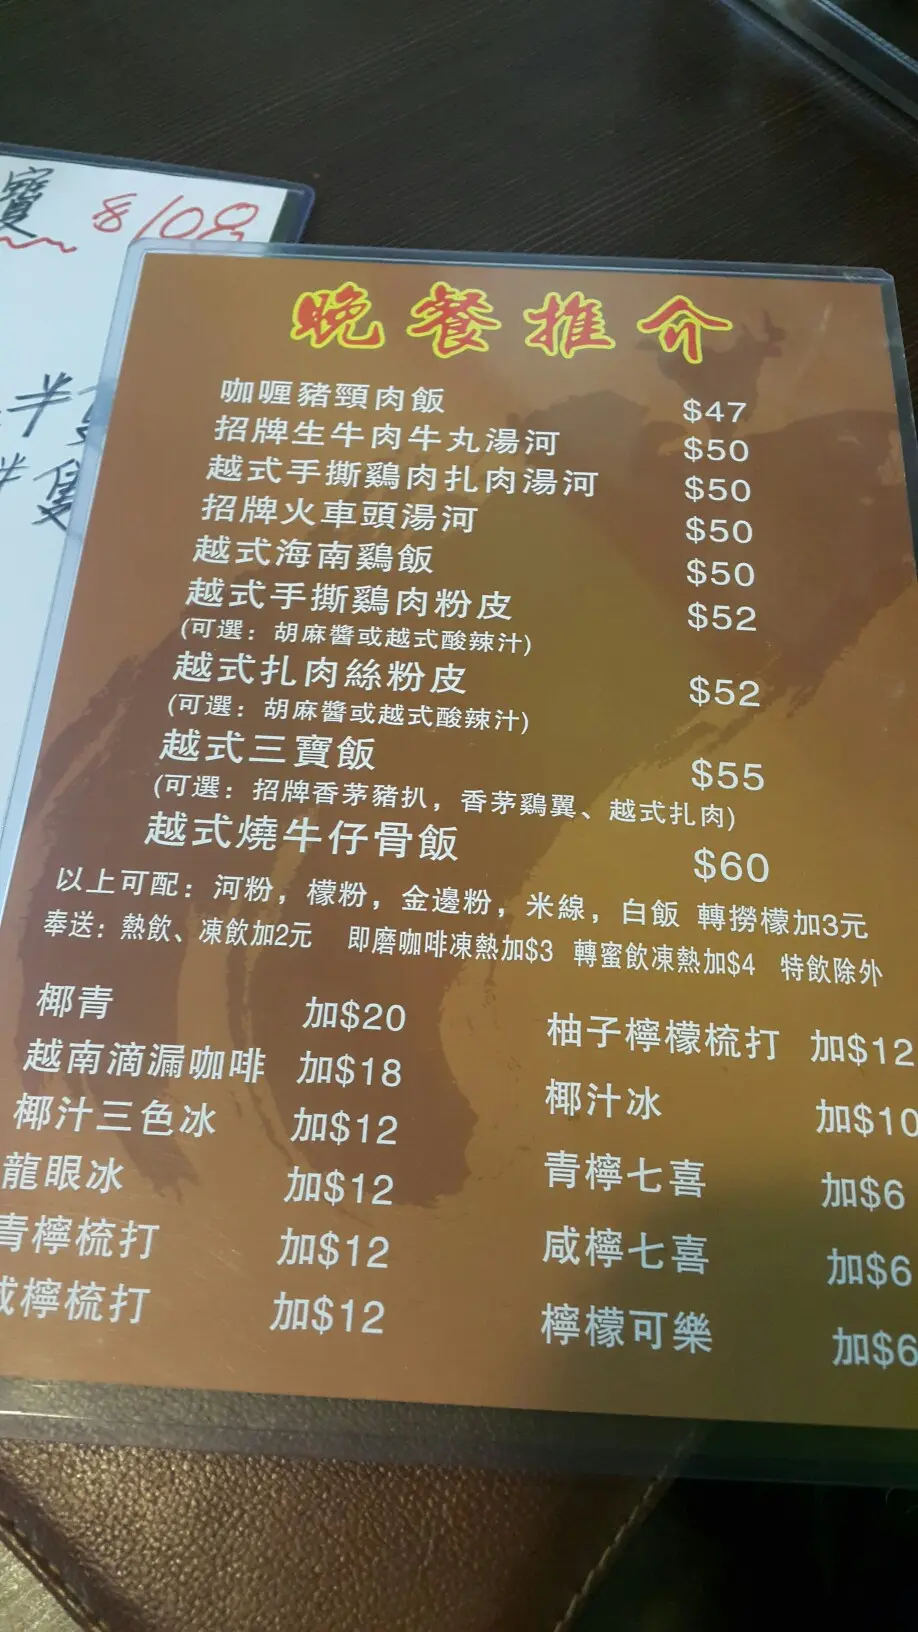 寶 $108
半
半隻
晚餐推介
咖喱豬頸肉飯 $47
招牌生牛肉牛丸湯河 $50
越式手撕鷄肉扎肉湯河 $50
招牌火車頭湯河 $50
越式海南鷄飯 $50
越式手撕鷄肉粉皮 $52
(可選：胡麻醬或越式酸辣汁)
越式扎肉絲粉皮 $52
(可選：胡麻醬或越式酸辣汁)
越式三寶飯 $55
(可選：招牌香茅豬扒，香茅鷄翼、越式扎肉)
越式燒牛仔骨飯 $60
以上可配：河粉，檬粉，金邊粉，米線，白飯 轉撈檬加3元
奉送：熱飲、凍飲加2元 即磨咖啡凍熱加$3 轉蜜飲凍熱加$4 特飲除外
椰青 加$20
越南滴漏咖啡 加$18
椰汁三色冰 加$12
龍眼冰 加$12
青檸梳打 加$12
咸檸梳打 加$12
柚子檸檬梳打 加$12
椰汁冰 加$10
青檸七喜 加$6
咸檸七喜 加$6
檸檬可樂 加$6